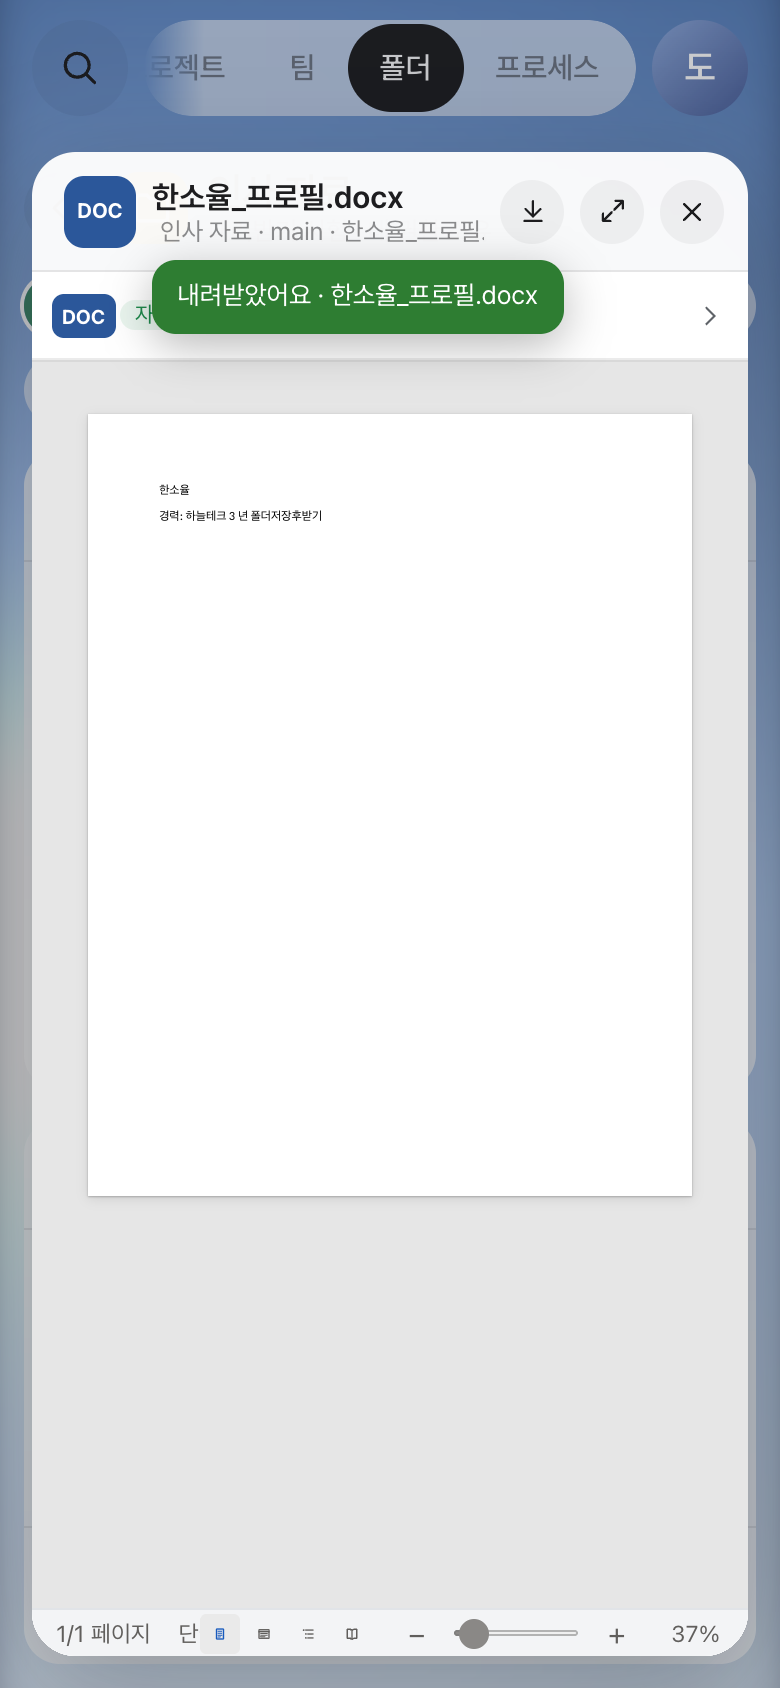 로젝트 팀 폴더 프로세스 도
DOC 한소율_프로필.docx
인사 자료 · main · 한소율_프로필.
내려받았어요 · 한소율_프로필.docx
DOC 자
한소율
경력: 하늘테크 3 년 폴더저장후받기
1/1 페이지 단 37%